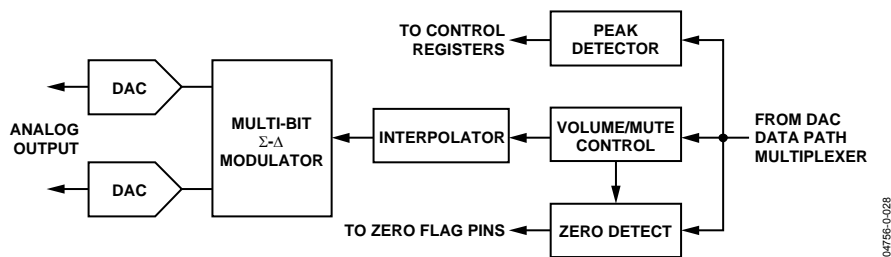 TO CONTROL
REGISTERS
PEAK
DETECTOR
DAC
ANALOG
OUTPUT
DAC
MULTI-BIT
Σ-Δ
MODULATOR
INTERPOLATOR
VOLUME/MUTE
CONTROL
FROM DAC
DATA PATH
MULTIPLEXER
TO ZERO FLAG PINS
ZERO DETECT
04756-0-028